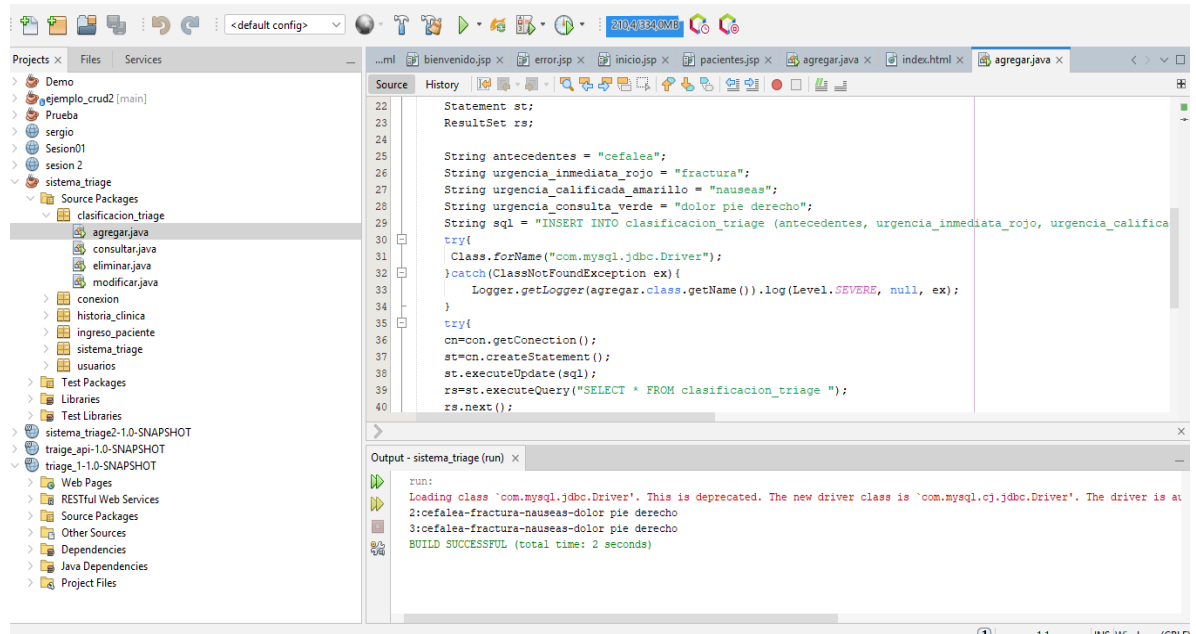 <default config>
210,4/334,0MB
Projects
Files
Services
Demo
ejemplo_crud2 [main]
Prueba
sergio
Sesion01
sesion 2
sistema_triage
Source Packages
clasificacion_triage
agregar.java
consultar.java
eliminar.java
modificar.java
conexion
historia_clinica
ingreso_paciente
sistema_triage
usuarios
Test Packages
Libraries
Test Libraries
sistema_triage2-1.0-SNAPSHOT
traige_api-1.0-SNAPSHOT
triage_1-1.0-SNAPSHOT
Web Pages
RESTful Web Services
Source Packages
Other Sources
Dependencies
Java Dependencies
Project Files
...ml bienvenido.jsp error.jsp inicio.jsp pacientes.jsp agregar.java index.html agregar.java
Source History
22 Statement st;
23 ResultSet rs;
24
25 String antecedentes = "cefalea";
26 String urgencia_inmediata_rojo = "fractura";
27 String urgencia_calificada_amarillo = "nauseas";
28 String urgencia_consulta_verde = "dolor pie derecho";
29 String sql = "INSERT INTO clasificacion_triage (antecedentes, urgencia_inmediata_rojo, urgencia_califica
30 try{
31 Class.forName("com.mysql.jdbc.Driver");
32 }catch(ClassNotFoundException ex){
33 Logger.getLogger(agregar.class.getName()).log(Level.SEVERE, null, ex);
34 }
35 try{
36 cn=con.getConection();
37 st=cn.createStatement();
38 st.executeUpdate(sql);
39 rs=st.executeQuery("SELECT * FROM clasificacion_triage ");
40 rs.next();
Output - sistema_triage (run)
run:
Loading class `com.mysql.jdbc.Driver'. This is deprecated. The new driver class is `com.mysql.cj.jdbc.Driver'. The driver is au
2:cefalea-fractura-nauseas-dolor pie derecho
3:cefalea-fractura-nauseas-dolor pie derecho
BUILD SUCCESSFUL (total time: 2 seconds)